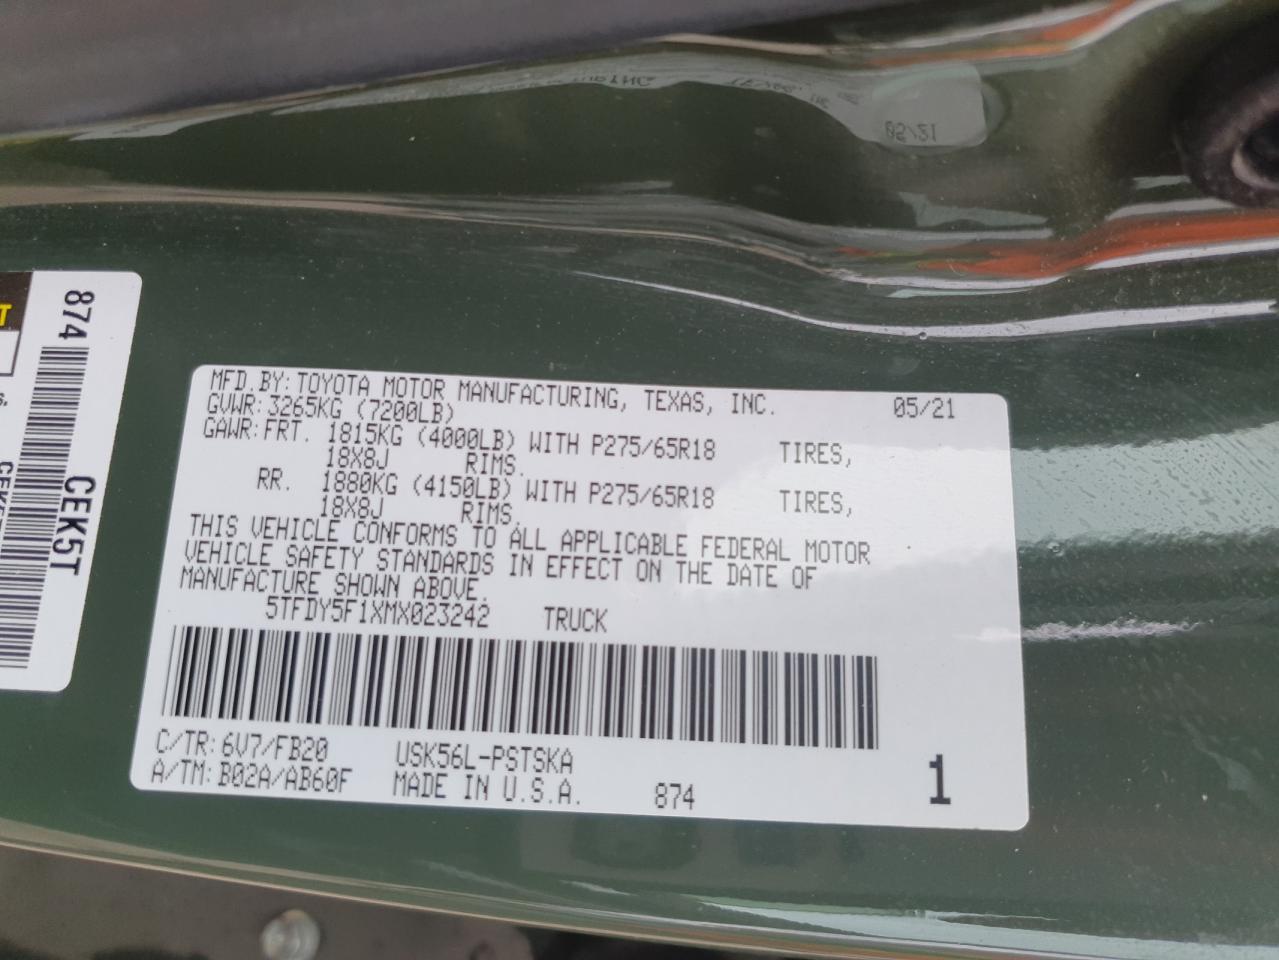 MFD. BY: TOYOTA MOTOR MANUFACTURING, TEXAS, INC. 05/21
GVWR: 3265KG (7200LB)
GAWR: FRT. 1815KG (4000LB) WITH P275/65R18 TIRES,
18X8J RIMS.
RR. 1880KG (4150LB) WITH P275/65R18 TIRES,
18X8J RIMS.
THIS VEHICLE CONFORMS TO ALL APPLICABLE FEDERAL MOTOR
VEHICLE SAFETY STANDARDS IN EFFECT ON THE DATE OF
MANUFACTURE SHOWN ABOVE.
5TFDY5F1XMX023242 TRUCK
C/TR: 6V7/FB20 USK56L-PSTSKA
A/TM: B02A/AB60F MADE IN U.S.A. 874 1
874
CEK5T